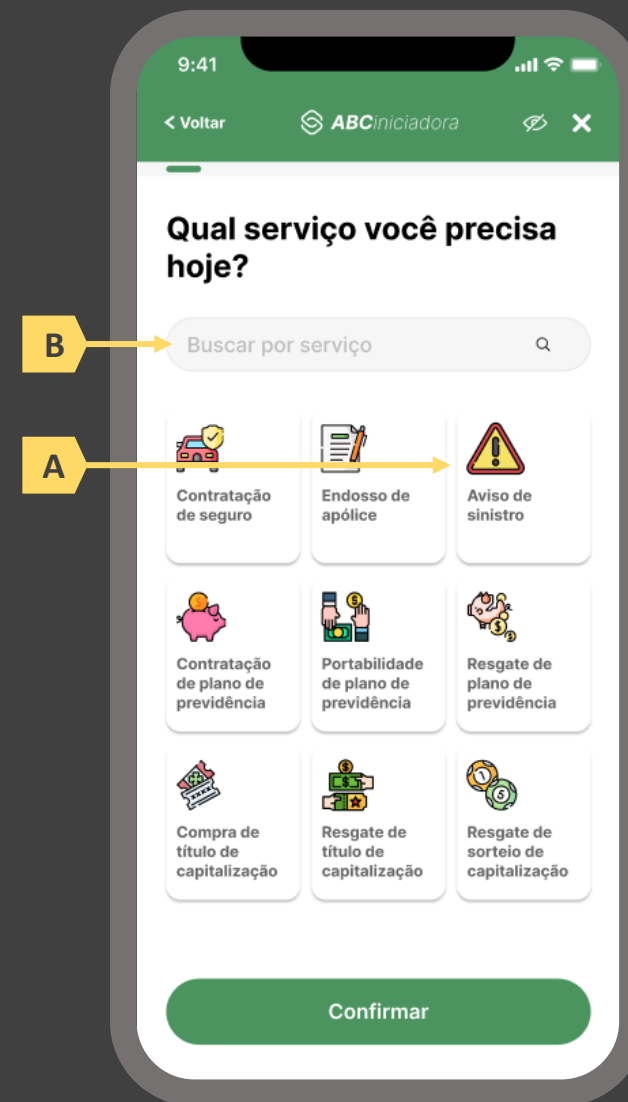 9:41
< Voltar
ABCiniciadora
Qual serviço você precisa
hoje?
B
Buscar por serviço
A
Contratação
de seguro
Endosso de
apólice
Aviso de
sinistro
Contratação
de plano de
previdência
Portabilidade
de plano de
previdência
Resgate de
plano de
previdência
Compra de
título de
capitalização
Resgate de
título de
capitalização
Resgate de
sorteio de
capitalização
Confirmar